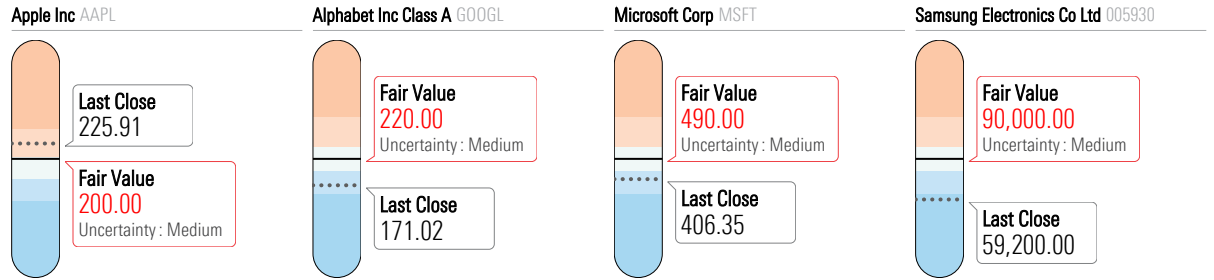 Apple Inc AAPL
Last Close
225.91
Fair Value
200.00
Uncertainty : Medium
Alphabet Inc Class A GOOGL
Fair Value
220.00
Uncertainty : Medium
Last Close
171.02
Microsoft Corp MSFT
Fair Value
490.00
Uncertainty : Medium
Last Close
406.35
Samsung Electronics Co Ltd 005930
Fair Value
90,000.00
Uncertainty : Medium
Last Close
59,200.00